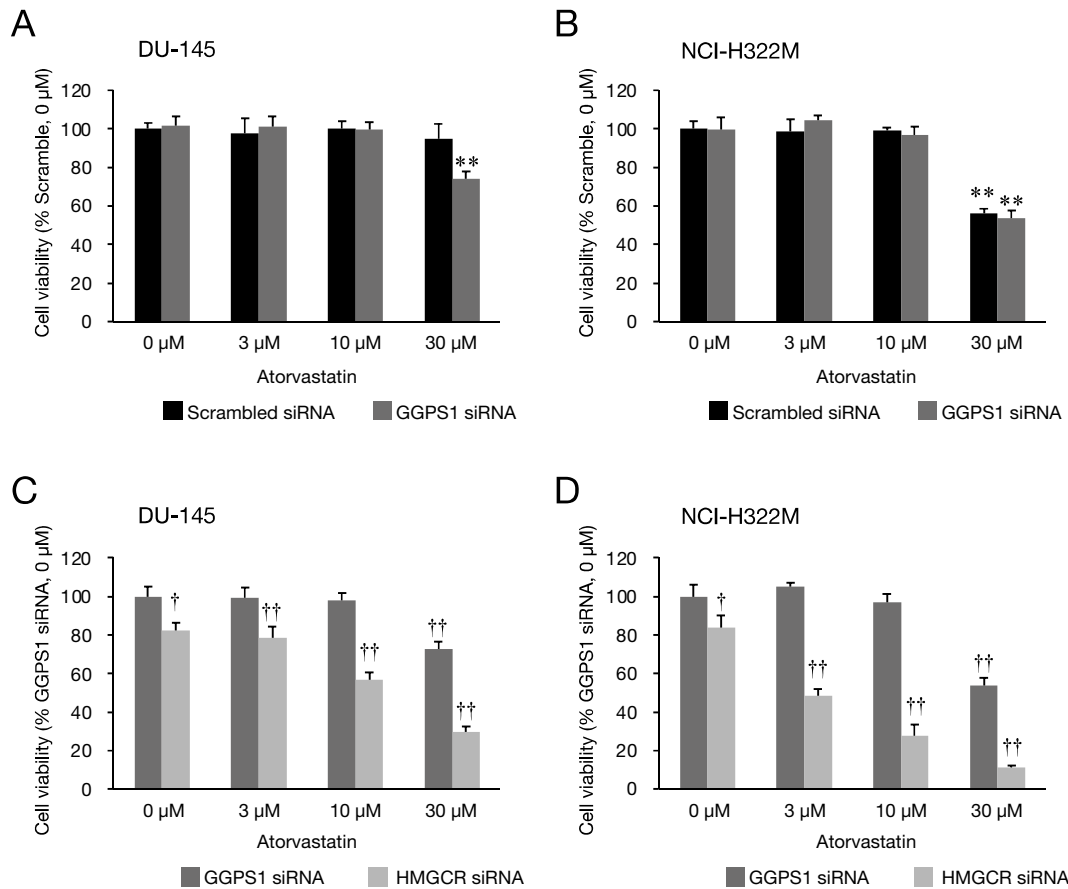 A
DU-145
Cell viability (% Scramble, 0 µM)
120
100
80
60
40
20
0
**
0 µM 3 µM 10 µM 30 µM
Atorvastatin
Scrambled siRNA GGPS1 siRNA
B
NCI-H322M
Cell viability (% Scramble, 0 µM)
120
100
80
60
40
20
0
** **
0 µM 3 µM 10 µM 30 µM
Atorvastatin
Scrambled siRNA GGPS1 siRNA
C
DU-145
Cell viability (% GGPS1 siRNA, 0 µM)
120
100
80
60
40
20
0
† †† †† †† ††
0 µM 3 µM 10 µM 30 µM
Atorvastatin
GGPS1 siRNA HMGCR siRNA
D
NCI-H322M
Cell viability (% GGPS1 siRNA, 0 µM)
120
100
80
60
40
20
0
† †† †† †† ††
0 µM 3 µM 10 µM 30 µM
Atorvastatin
GGPS1 siRNA HMGCR siRNA